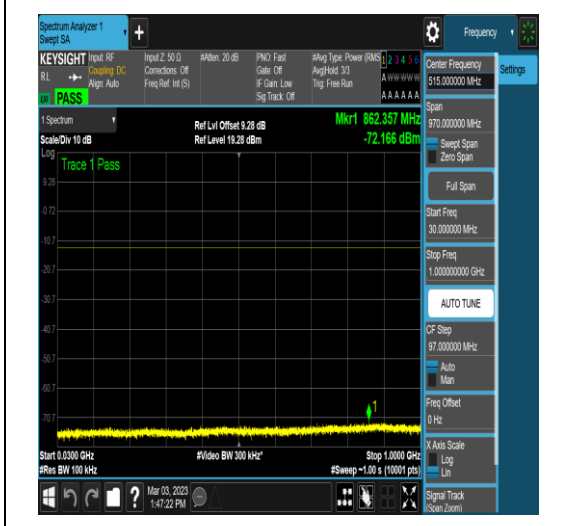 Spectrum Analyzer 1
Swept SA
Frequency
KEYSIGHT
RL
PASS
Input: RF
Coupling: DC
Align: Auto
Input Z: 50 Ω
Corrections: Off
Freq Ref: Int (S)
#Atten: 20 dB
PNO: Fast
Gate: Off
IF Gain: Low
Sig Track: Off
#Avg Type: Power (RMS
Avg|Hold: 3/3
Trig: Free Run
1 2 3 4 5 6
A W W W W W
A A A A A A
1 Spectrum
Scale/Div 10 dB
Log
Ref Lvl Offset 9.28 dB
Ref Level 19.28 dBm
Mkr1 862.357 MHz
-72.166 dBm
Trace 1 Pass
9.28
-0.72
-10.7
-20.7
-30.7
-40.7
-50.7
-60.7
-70.7
1
Start 0.0300 GHz
#Res BW 100 kHz
#Video BW 300 kHz*
Stop 1.0000 GHz
#Sweep ~1.00 s (10001 pts)
Mar 03, 2023
1:47:22 PM
Settings
Center Frequency
515.000000 MHz
Span
970.000000 MHz
Swept Span
Zero Span
Full Span
Start Freq
30.000000 MHz
Stop Freq
1.000000000 GHz
AUTO TUNE
CF Step
97.000000 MHz
Auto
Man
Freq Offset
0 Hz
X Axis Scale
Log
Lin
Signal Track
(Span Zoom)